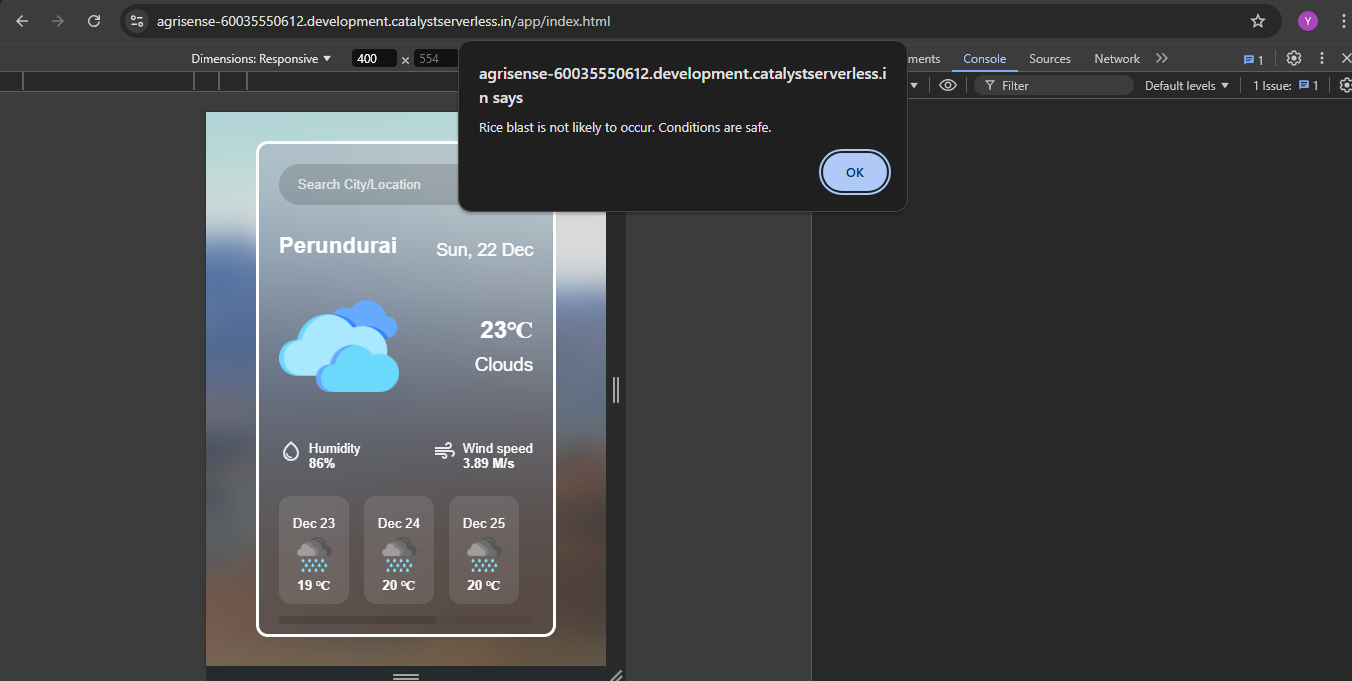 agrisense-60035550612.development.catalystserverless.in/app/index.html
Y
Dimensions: Responsive
400 × 554
ments Console Sources Network 1
Filter Default levels 1 Issue: 1
agrisense-60035550612.development.catalystserverless.i
n says
Rice blast is not likely to occur. Conditions are safe.
OK
Search City/Location
Perundurai
Sun, 22 Dec
23°C
Clouds
Humidity
86%
Wind speed
3.89 M/s
Dec 23
19 °C
Dec 24
20 °C
Dec 25
20 °C